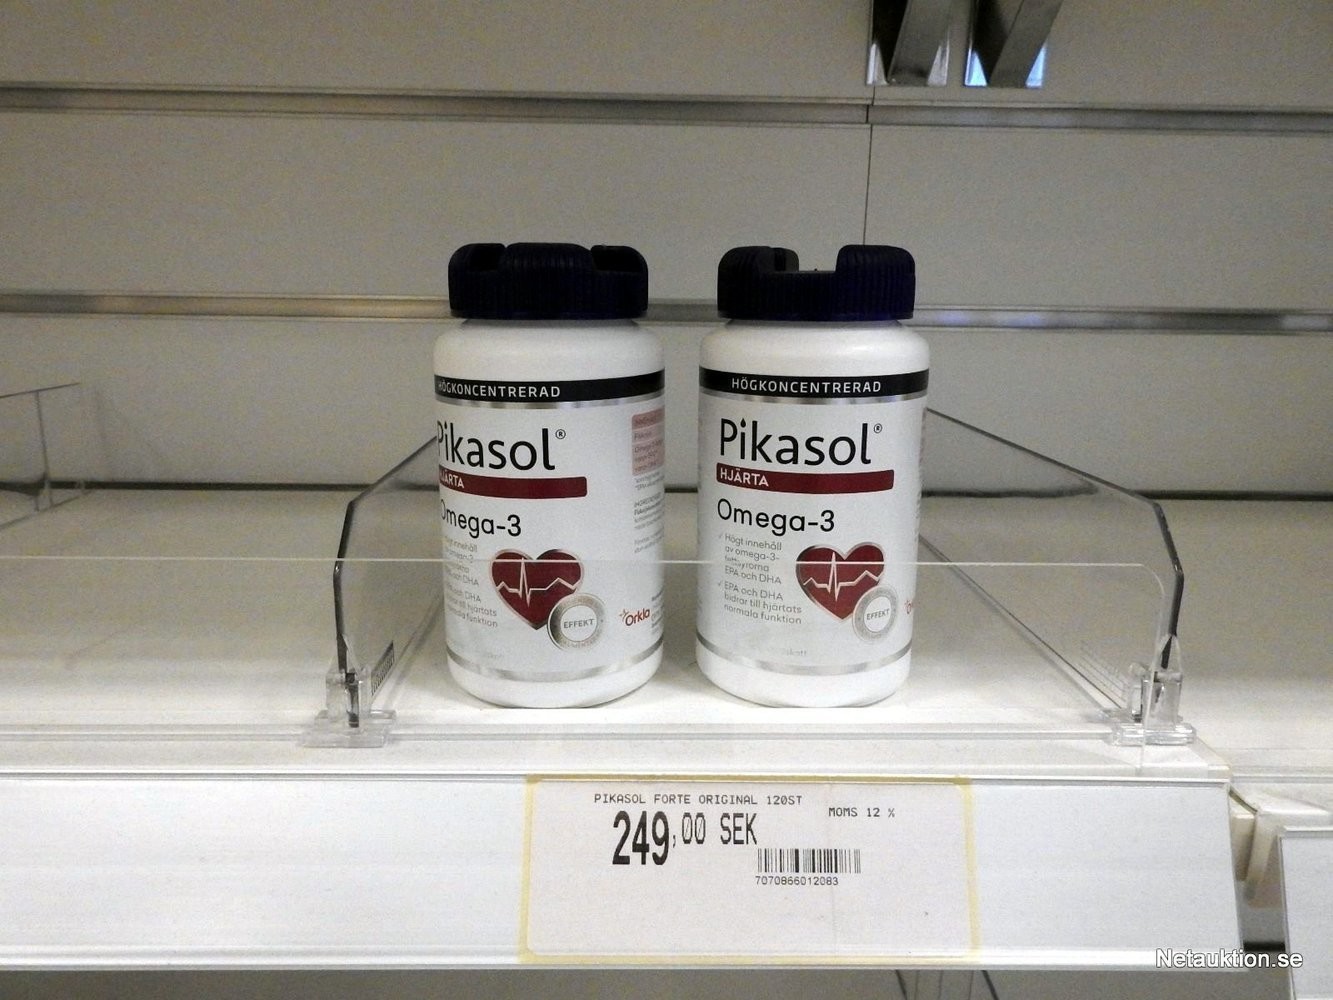 HÖGKONCENTRERAD
Pikasol®
HJÄRTA
Omega-3
EFFEKT
Orkla
HÖGKONCENTRERAD
Pikasol®
HJÄRTA
Omega-3
✓ Högt innehåll
av omega-3-
fettsyrorna
EPA och DHA
✓ EPA och DHA
bidrar till hjärtats
normala funktion
EFFEKT
PIKASOL FORTE ORIGINAL 120ST
MOMS 12 %
249,00 SEK
7070866012083
Netauktion.se